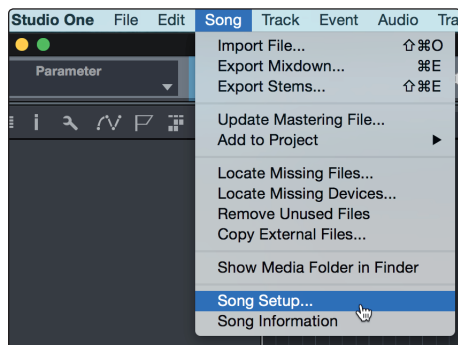 Studio One File Edit Song Track Event Audio
Parameter
Import File... ⇧⌘O
Export Mixdown... ⌘E
Export Stems... ⇧⌘E
Update Mastering File...
Add to Project ▶
Locate Missing Files...
Locate Missing Devices...
Remove Unused Files
Copy External Files...
Show Media Folder in Finder
Song Setup...
Song Information